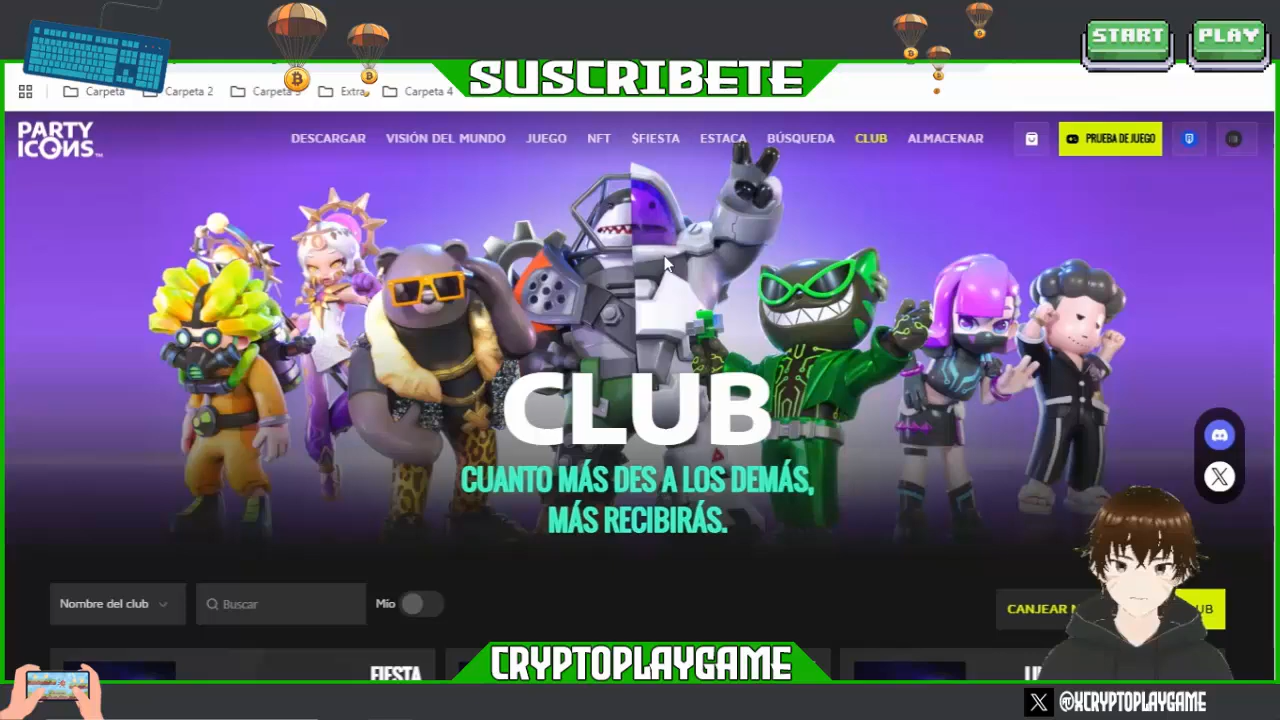 START PLAY
SUSCRIBETE
Carpeta Carpeta 2 Carpeta 3 Extra Carpeta 4
PARTY ICONS
DESCARGAR VISIÓN DEL MUNDO JUEGO NFT $FIESTA ESTACA BÚSQUEDA CLUB ALMACENAR PRUEBA DE JUEGO
CLUB
CUANTO MÁS DES A LOS DEMÁS,
MÁS RECIBIRÁS.
Nombre del club Buscar Mío CANJEAR
FIESTA
CRYPTOPLAYGAME
@XCRYPTOPLAYGAME